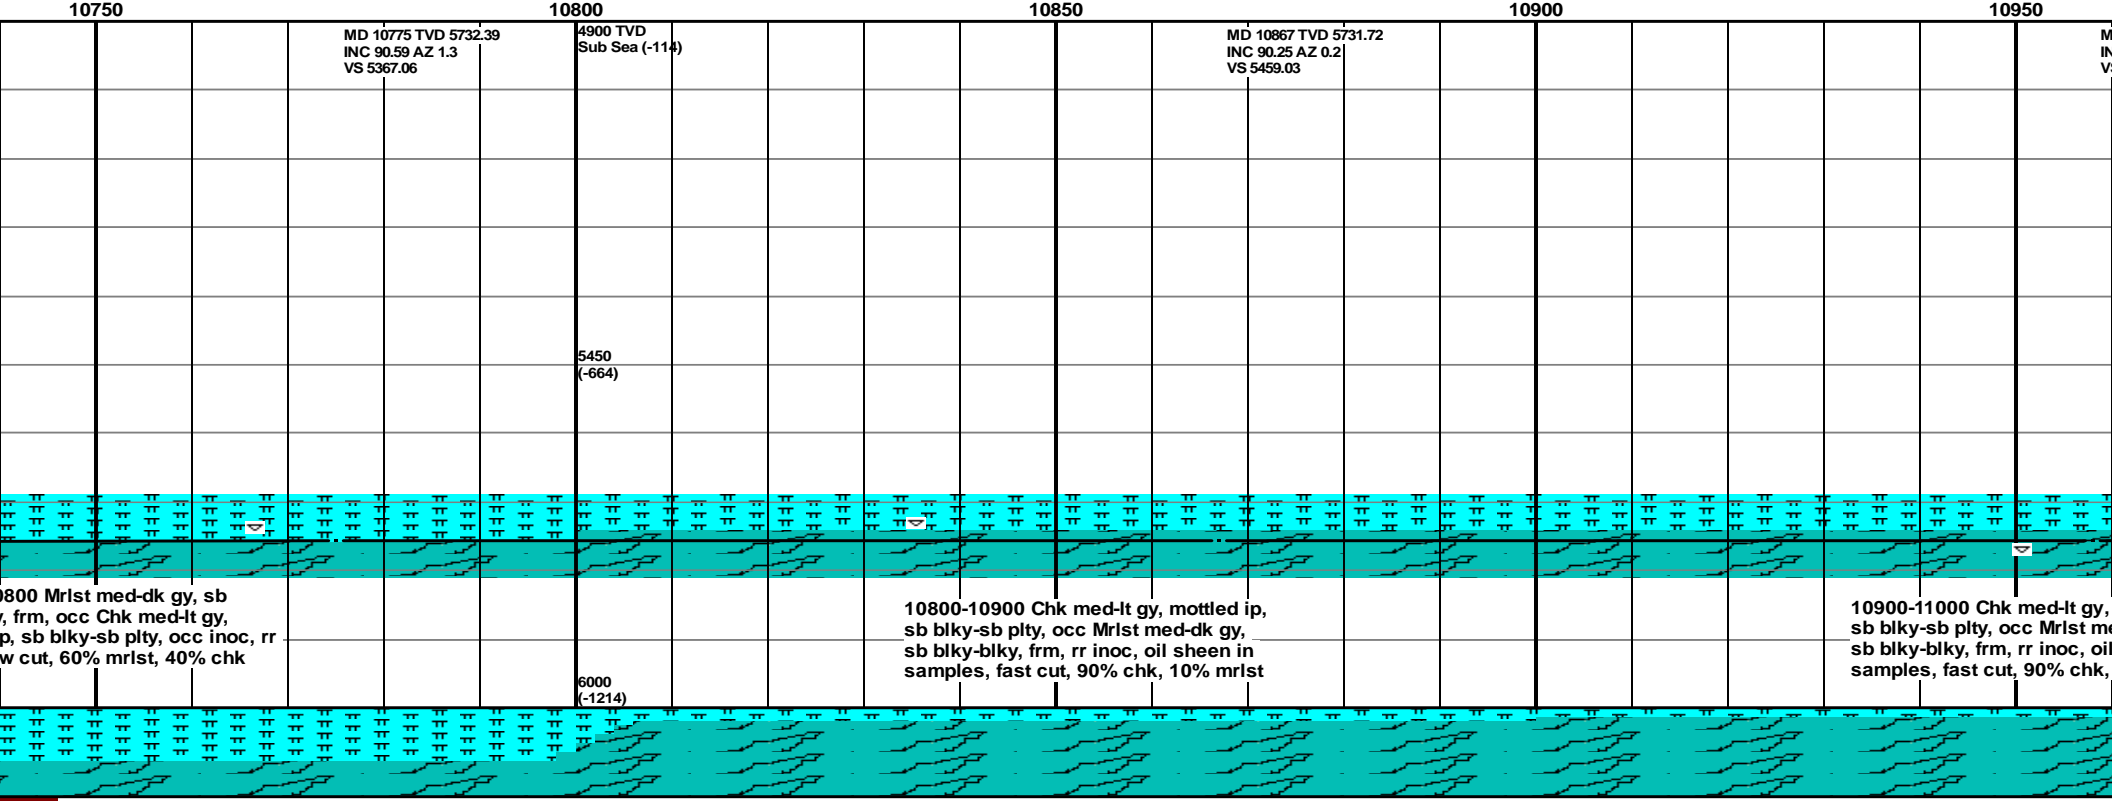 10750
10800
10850
10900
10950
MD 10775 TVD 5732.39
INC 90.59 AZ 1.3
VS 5367.06
4900 TVD
Sub Sea (-114)
MD 10867 TVD 5731.72
INC 90.25 AZ 0.2
VS 5459.03
5450
(-664)
0800 Mrlst med-dk gy, sb
, frm, occ Chk med-lt gy,
p, sb blky-sb plty, occ inoc, rr
w cut, 60% mrlst, 40% chk
10800-10900 Chk med-lt gy, mottled ip,
sb blky-sb plty, occ Mrlst med-dk gy,
sb blky-blky, frm, rr inoc, oil sheen in
samples, fast cut, 90% chk, 10% mrlst
10900-11000 Chk med-lt gy,
sb blky-sb plty, occ Mrlst me
sb blky-blky, frm, rr inoc, oil
samples, fast cut, 90% chk,
6000
(-1214)